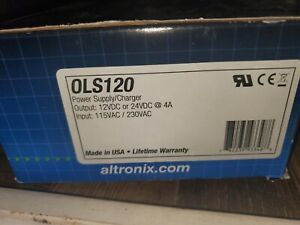 OLS120
Power Supply/Charger
Output: 12VDC or 24VDC @ 4A
Input: 115VAC / 230VAC
Made in USA • Lifetime Warranty
altronix.com